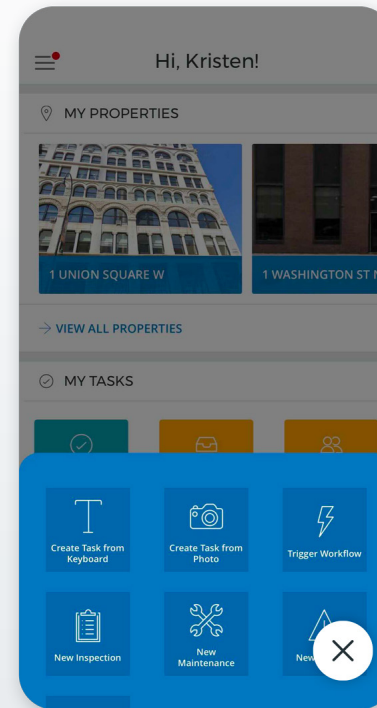 Hi, Kristen!
MY PROPERTIES
1 UNION SQUARE W
1 WASHINGTON ST
VIEW ALL PROPERTIES
MY TASKS
Create Task from
Keyboard
Create Task from
Photo
Trigger Workflow
New Inspection
New
Maintenance
New